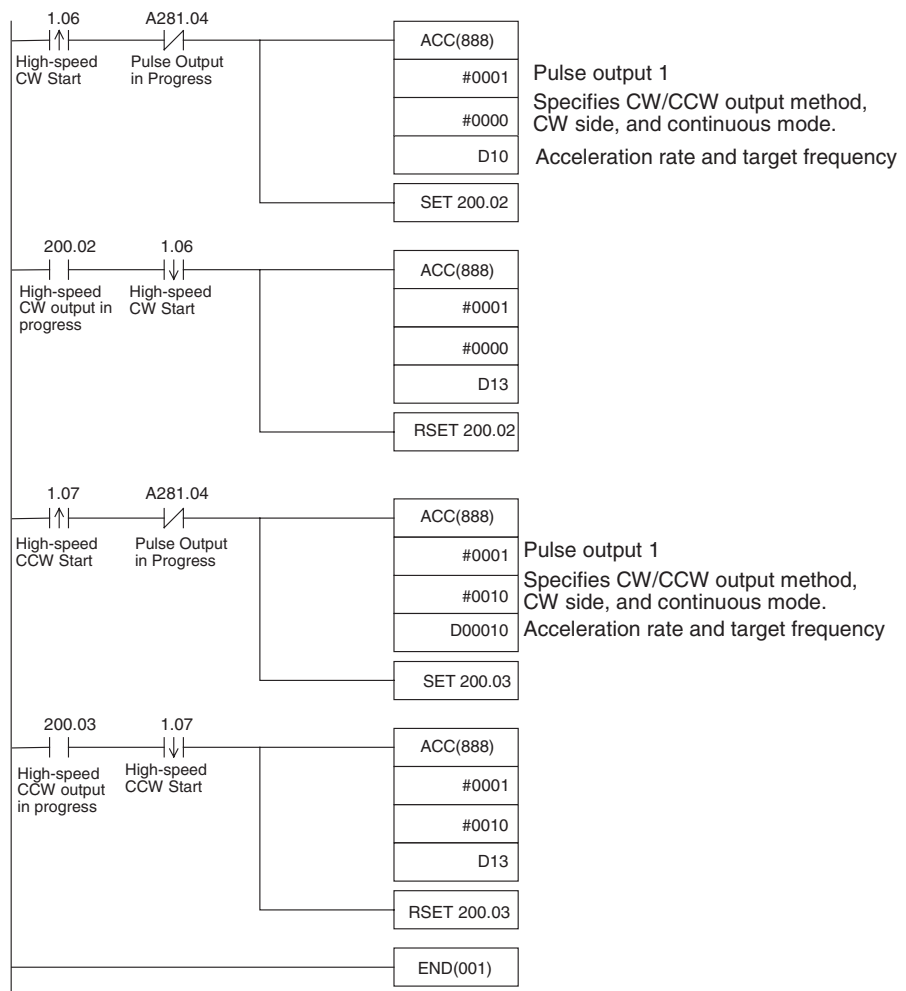 1.06 A281.04
High-speed
CW Start
Pulse Output
in Progress
ACC(888)
#0001 Pulse output 1
#0000 Specifies CW/CCW output method,
CW side, and continuous mode.
D10 Acceleration rate and target frequency
SET 200.02
200.02 1.06
High-speed
CW output in
progress
High-speed
CW Start
ACC(888)
#0001
#0000
D13
RSET 200.02
1.07 A281.04
High-speed
CCW Start
Pulse Output
in Progress
ACC(888)
#0001 Pulse output 1
#0010 Specifies CW/CCW output method,
CW side, and continuous mode.
D00010 Acceleration rate and target frequency
SET 200.03
200.03 1.07
High-speed
CCW output
in progress
High-speed
CCW Start
ACC(888)
#0001
#0010
D13
RSET 200.03
END(001)